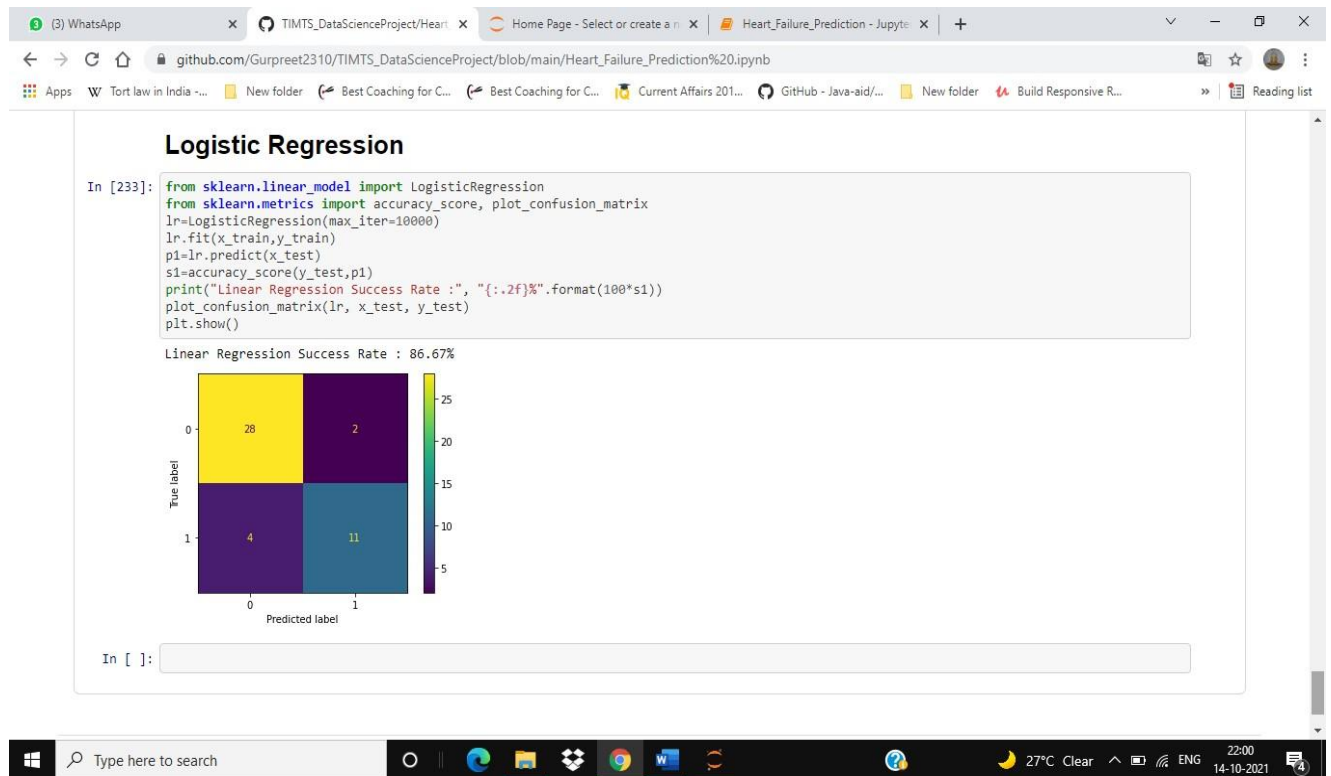 (3) WhatsApp
TIMTS_DataScienceProject/Heart
Home Page - Select or create a n
Heart_Failure_Prediction - Jupyte
github.com/Gurpreet2310/TIMTS_DataScienceProject/blob/main/Heart_Failure_Prediction%20.ipynb
Apps W Tort law in India -... New folder Best Coaching for C... Best Coaching for C... Current Affairs 201... GitHub - Java-aid/... New folder Build Responsive R... » Reading list
Logistic Regression
In [233]: from sklearn.linear_model import LogisticRegression
from sklearn.metrics import accuracy_score, plot_confusion_matrix
lr=LogisticRegression(max_iter=10000)
lr.fit(x_train,y_train)
p1=lr.predict(x_test)
s1=accuracy_score(y_test,p1)
print("Linear Regression Success Rate :", "{:.2f}%".format(100*s1))
plot_confusion_matrix(lr, x_test, y_test)
plt.show()
Linear Regression Success Rate : 86.67%
25
0 28 2
20
True label
15
10
1 4 11
5
0 1
Predicted label
In [ ]:
Type here to search
27°C Clear ENG 22:00
14-10-2021
4